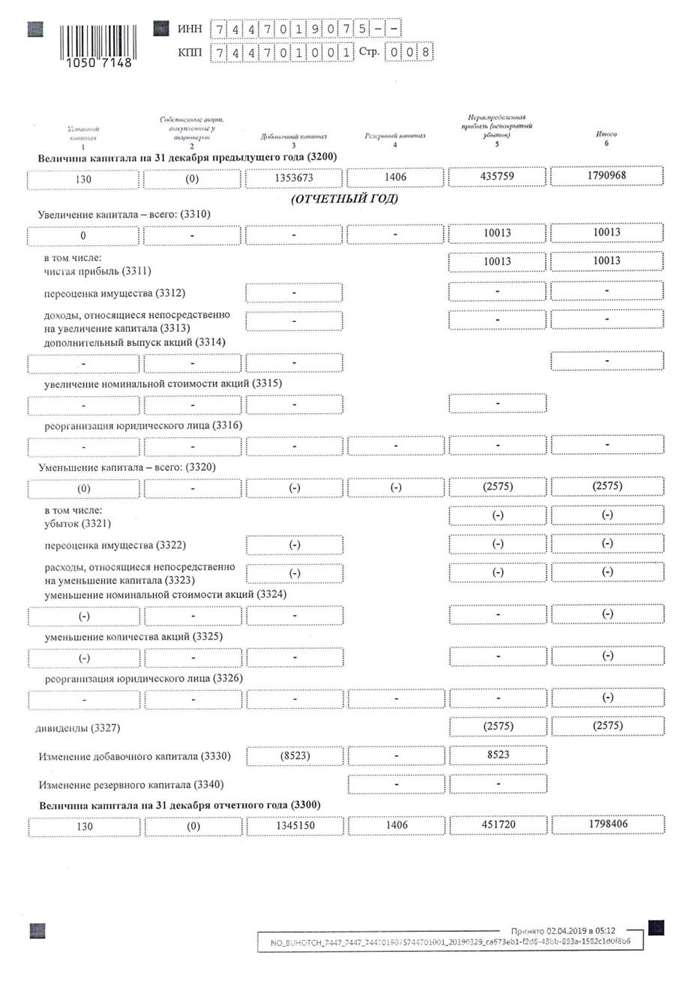 ИНН 7447019075--
КПП 744701001 Стр. 008
1050 7148
Уставный капитал Собственные акции, выкупленные у акционеров Добавочный капитал Резервный капитал Нераспределенная прибыль (непокрытый убыток) Итого
1 2 3 4 5 6
Величина капитала на 31 декабря предыдущего года (3200)
130 (0) 1353673 1406 435759 1790968
(ОТЧЕТНЫЙ ГОД)
Увеличение капитала – всего: (3310)
0 - - - 10013 10013
в том числе:
чистая прибыль (3311) 10013 10013
переоценка имущества (3312) - - -
доходы, относящиеся непосредственно
на увеличение капитала (3313) - - -
дополнительный выпуск акций (3314)
- - - -
увеличение номинальной стоимости акций (3315)
- - - -
реорганизация юридического лица (3316)
- - - - - -
Уменьшение капитала – всего: (3320)
(0) - (-) (-) (2575) (2575)
в том числе:
убыток (3321) (-) (-)
переоценка имущества (3322) (-) (-) (-)
расходы, относящиеся непосредственно
на уменьшение капитала (3323) (-) (-) (-)
уменьшение номинальной стоимости акций (3324)
(-) - - - (-)
уменьшение количества акций (3325)
(-) - - - (-)
реорганизация юридического лица (3326)
- - - - - (-)
дивиденды (3327) (2575) (2575)
Изменение добавочного капитала (3330) (8523) - 8523
Изменение резервного капитала (3340) - -
Величина капитала на 31 декабря отчетного года (3300)
130 (0) 1345150 1406 451720 1798406
Принято 02.04.2019 в 05:12